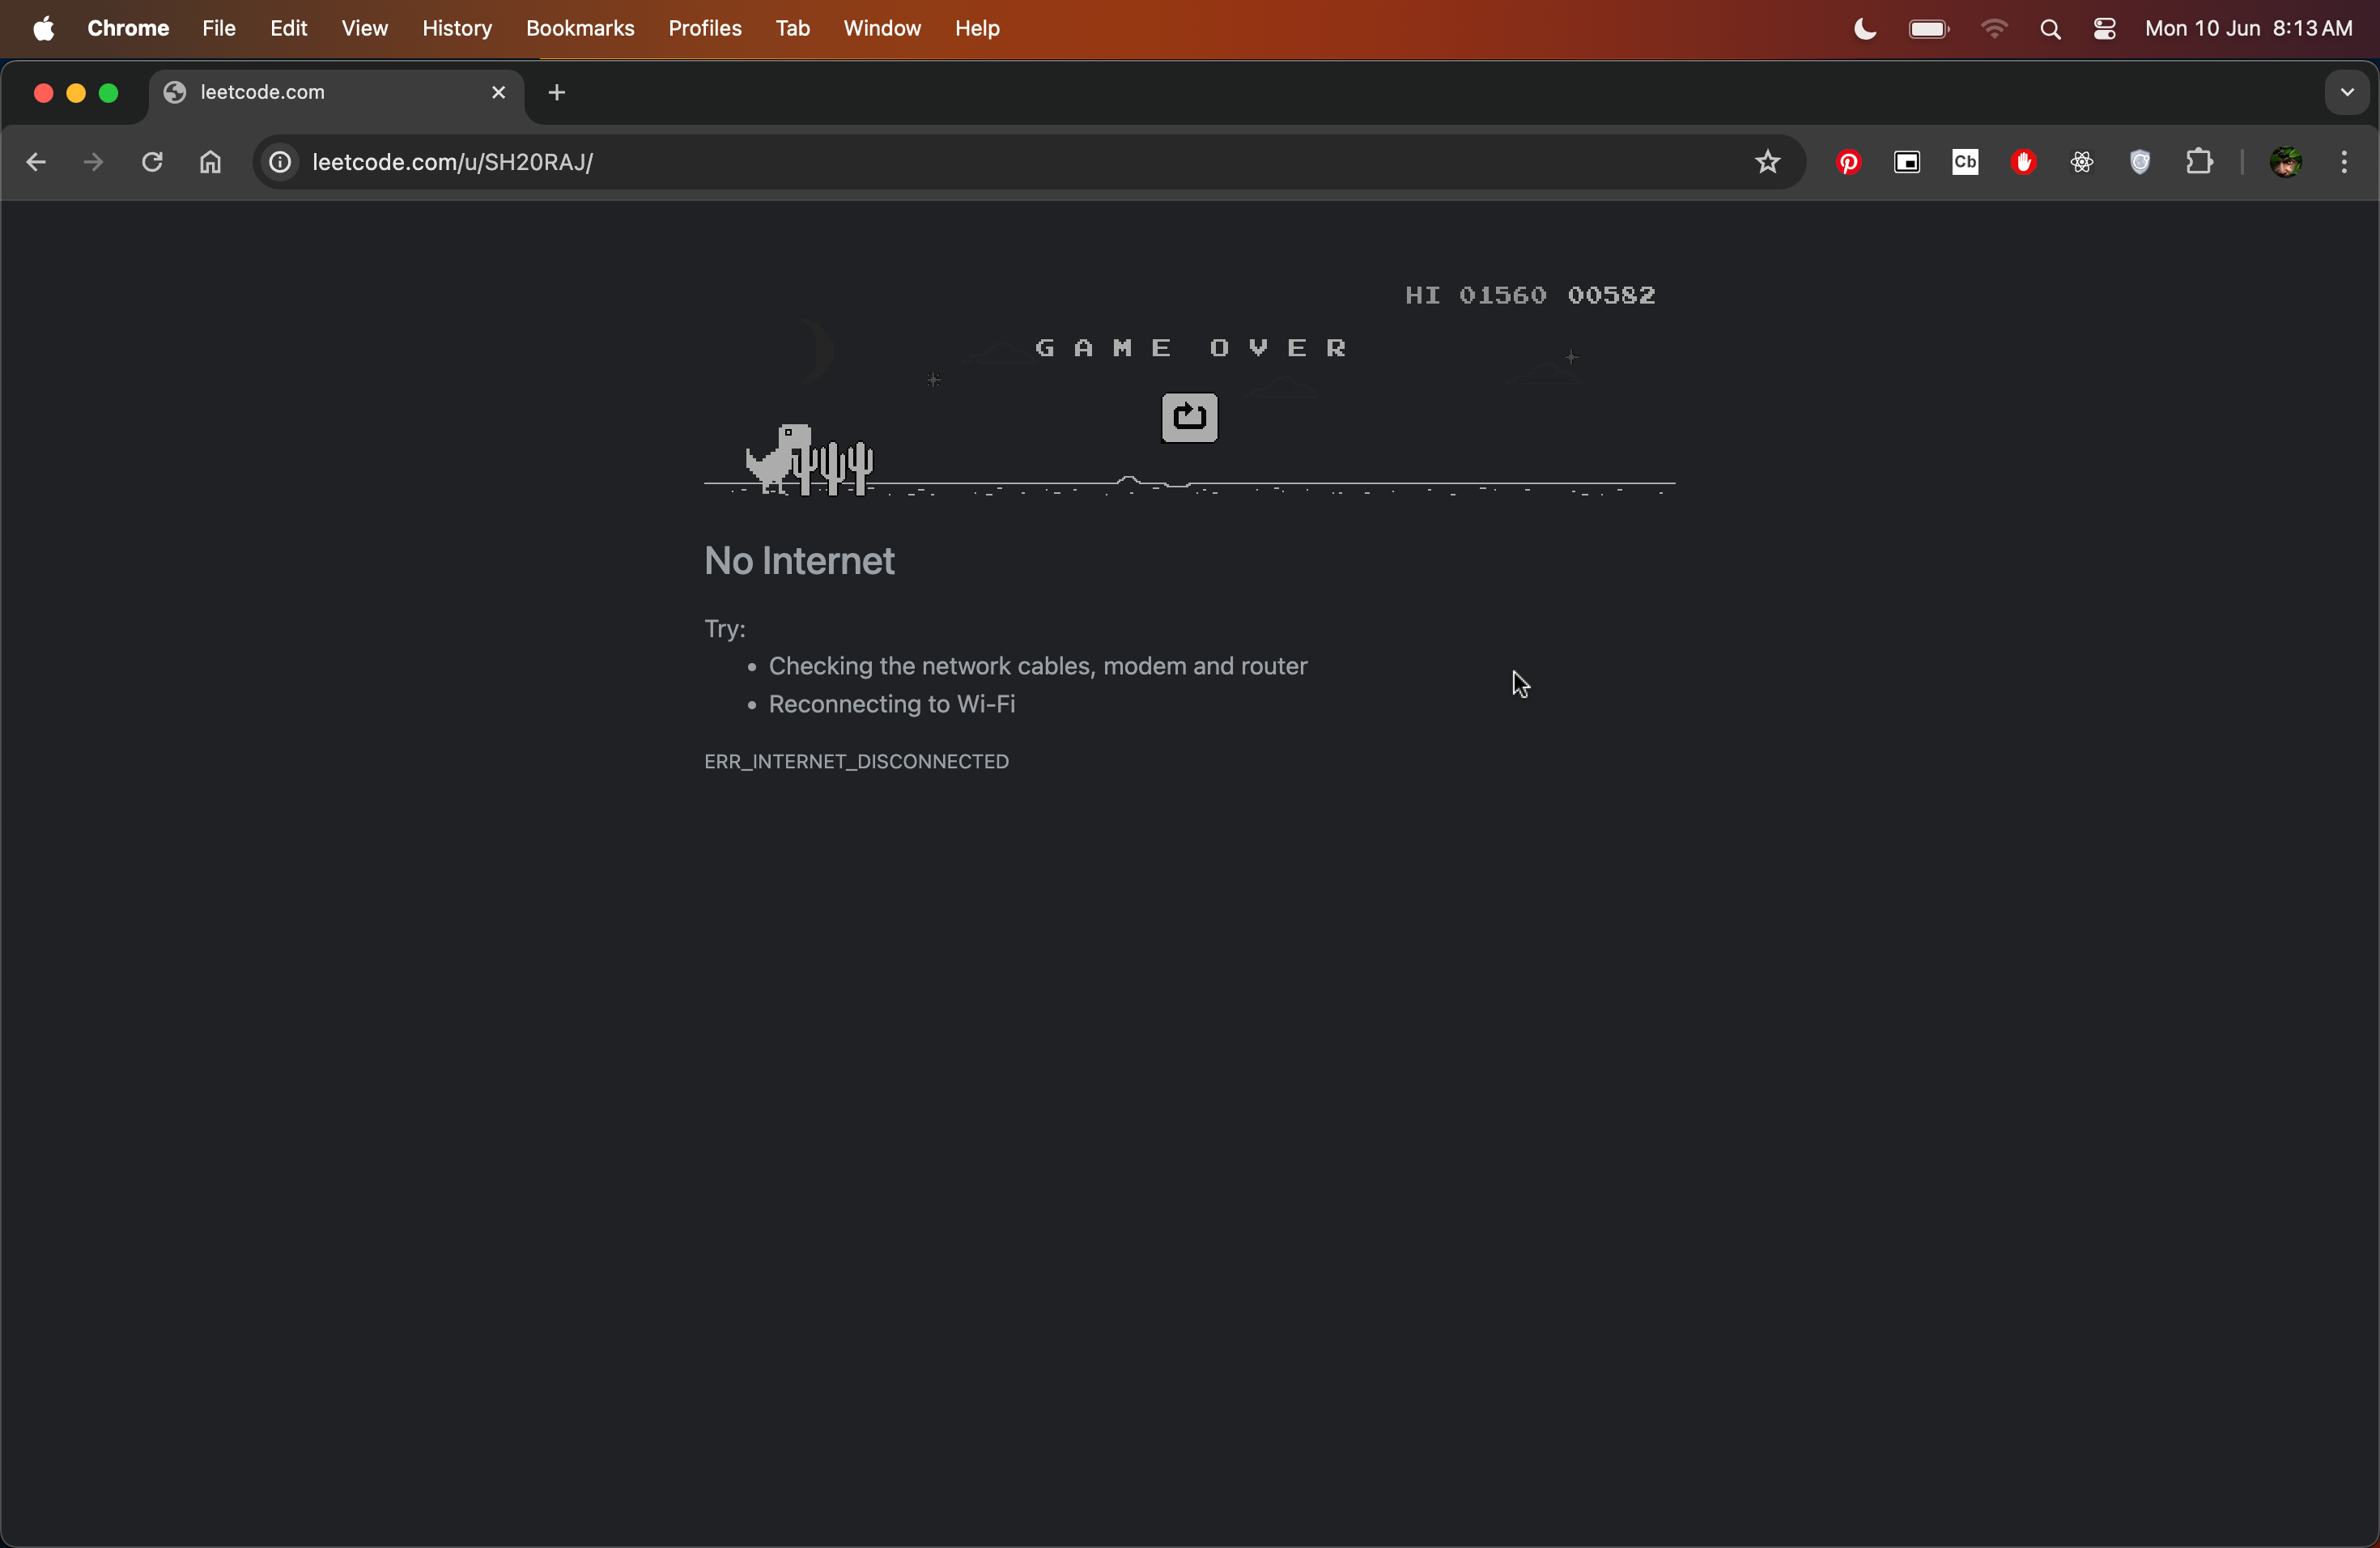 Chrome File Edit View History Bookmarks Profiles Tab Window Help Mon 10 Jun 8:13 AM
leetcode.com
leetcode.com/u/SH20RAJ/ Cb
HI 01560 00582
GAME OVER
No Internet
Try:
• Checking the network cables, modem and router
• Reconnecting to Wi-Fi
ERR_INTERNET_DISCONNECTED